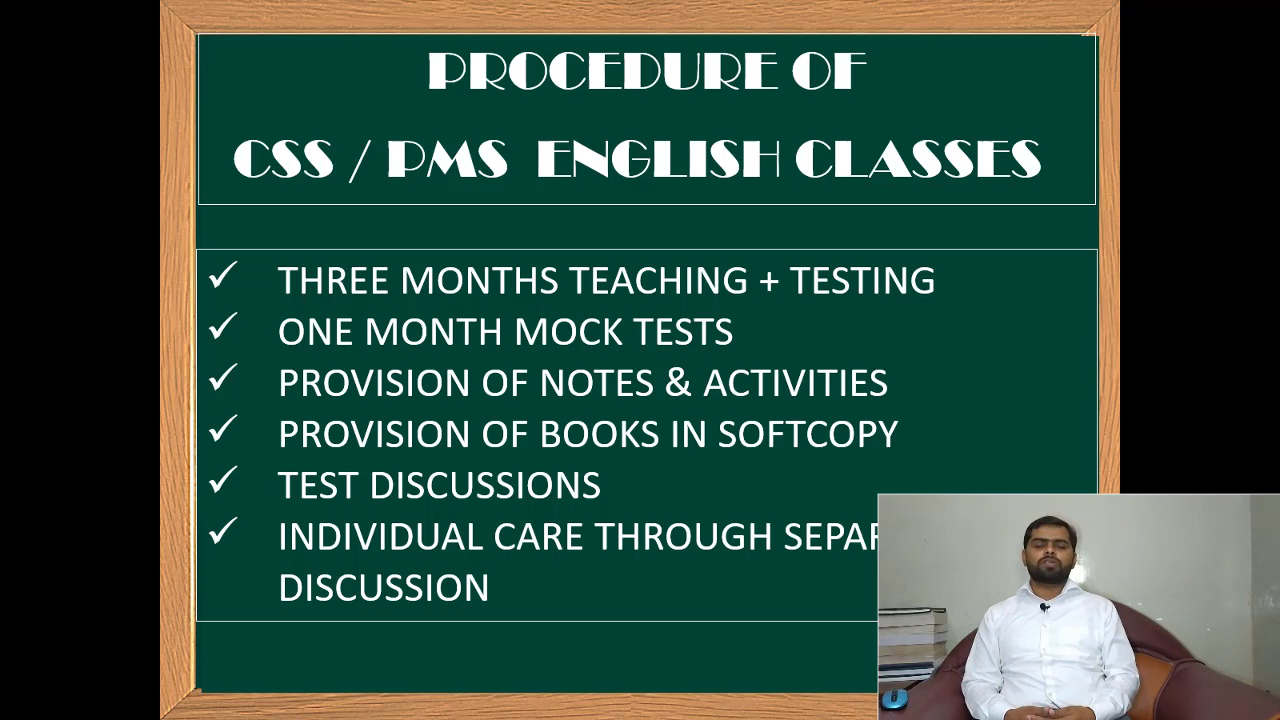 PROCEDURE OF
CSS / PMS ENGLISH CLASSES
✓ THREE MONTHS TEACHING + TESTING
✓ ONE MONTH MOCK TESTS
✓ PROVISION OF NOTES & ACTIVITIES
✓ PROVISION OF BOOKS IN SOFTCOPY
✓ TEST DISCUSSIONS
✓ INDIVIDUAL CARE THROUGH
DISCUSSION